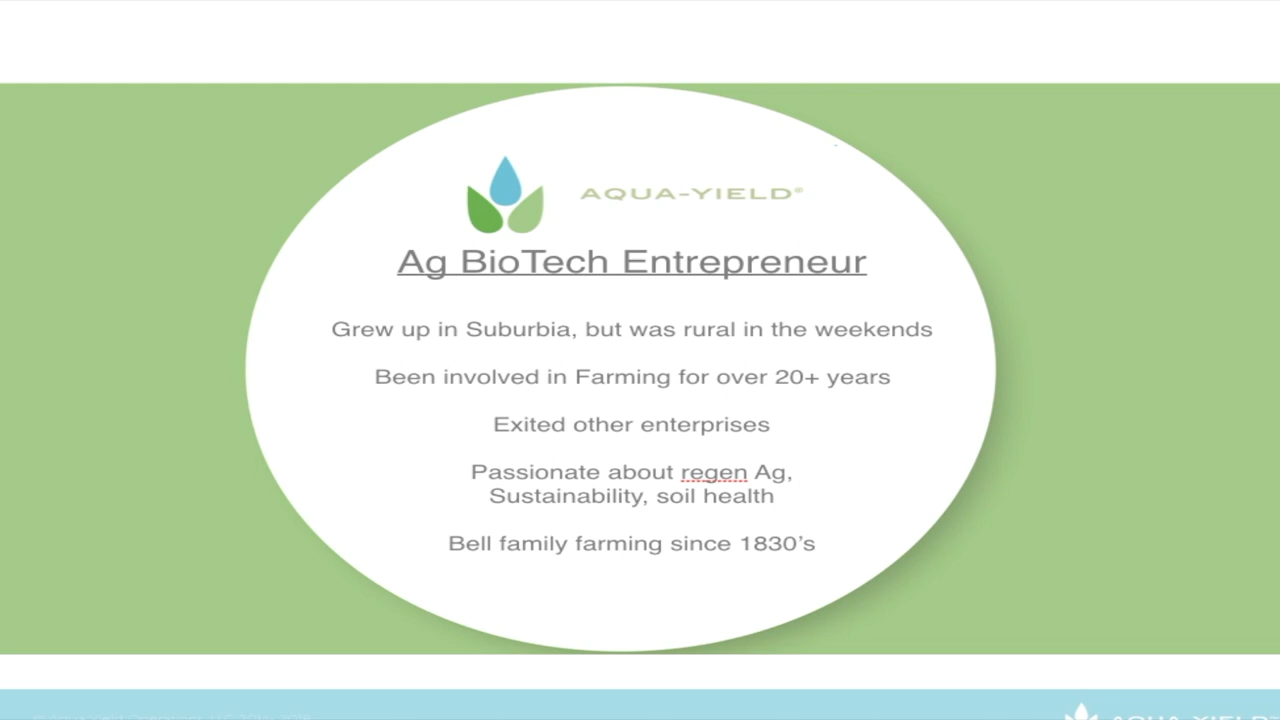 AQUA-YIELD®
Ag BioTech Entrepreneur
Grew up in Suburbia, but was rural in the weekends
Been involved in Farming for over 20+ years
Exited other enterprises
Passionate about regen Ag,
Sustainability, soil health
Bell family farming since 1830’s
AQUA-YIELD